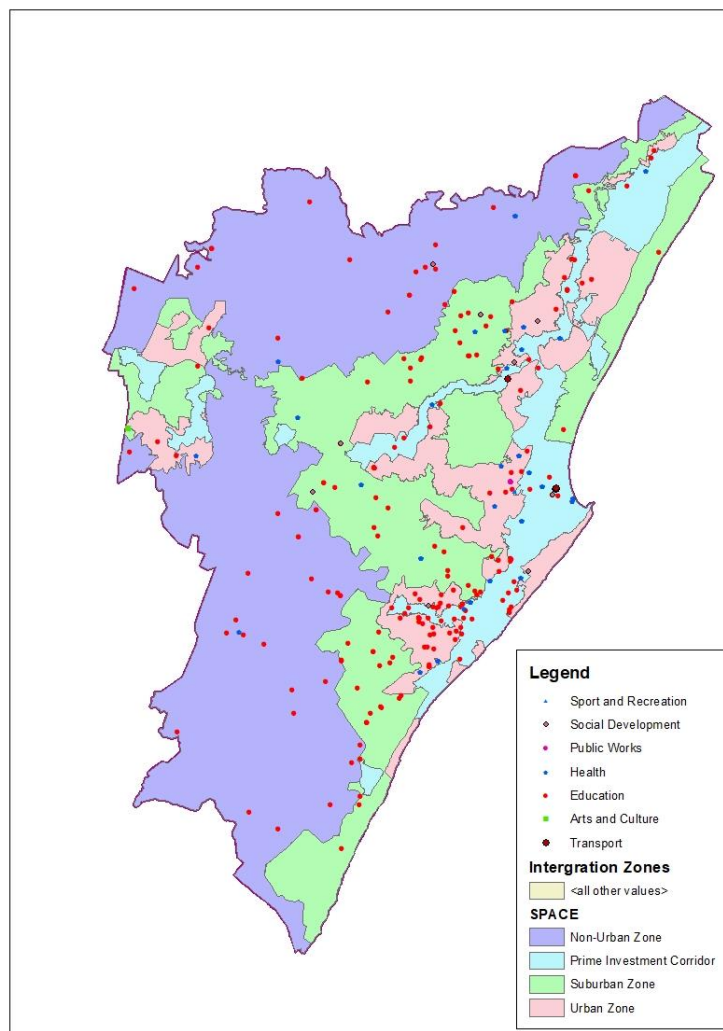 Legend
Sport and Recreation
Social Development
Public Works
Health
Education
Arts and Culture
Transport
Intergration Zones
<all other values>
SPACE
Non-Urban Zone
Prime Investment Corridor
Suburban Zone
Urban Zone